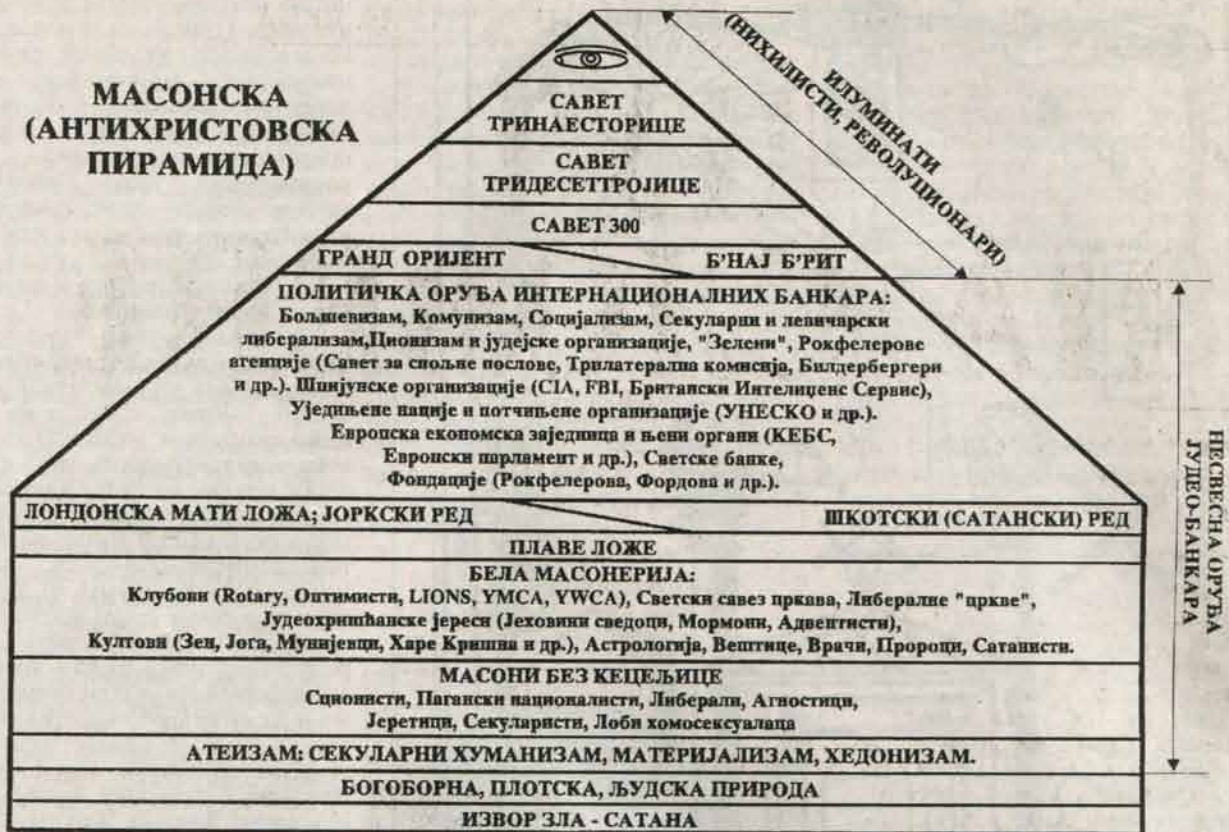 МАСОНСКА
(АНТИХРИСТОВСКА
ПИРАМИДА)
САВЕТ
ТРИНАЕСТОРИЦЕ
САВЕТ
ТРИДЕСЕТТРОЈИЦЕ
САВЕТ 300
ГРАНД ОРИЈЕНТ Б'НАЈ Б'РИТ
ИЛУМИНАТИ
(НИХИЛИСТИ, РЕВОЛУЦИОНАРИ)
ПОЛИТИЧКА ОРУЂА ИНТЕРНАЦИОНАЛНИХ БАНКАРА:
Бољшевизам, Комунизам, Социјализам, Секуларни и левичарски
либерализам,Ционизам и јудејске организације, "Зелени", Рокфелерове
агенције (Савет за спољне послове, Трилатерална комисија, Билдербергери
и др.). Шпијунске организације (CIA, FBI, Британски Интелиџенс Сервис),
Уједињене нације и потчињене организације (УНЕСКО и др.).
Европска економска заједница и њени органи (КЕБС,
Европски парламент и др.), Светске банке,
Фондације (Рокфелерова, Фордова и др.).
ЛОНДОНСКА МАТИ ЛОЖА; ЈОРКСКИ РЕД ШКОТСКИ (САТАНСКИ) РЕД
ПЛАВЕ ЛОЖЕ
БЕЛА МАСОНЕРИЈА:
Клубови (Rotary, Оптимисти, LIONS, YMCA, YWCA), Светски савез цркава, Либералне "цркве",
Јудеохришћанске јереси (Јеховини сведоци, Мормони, Адвентисти),
Култови (Зен, Јога, Мунијевци, Харе Кришна и др.), Астрологија, Вештице, Врачи, Пророци, Сатанисти.
МАСОНИ БЕЗ КЕЦЕЉИЦЕ
Сционисти, Пагански националисти, Либерали, Агностици,
Јеретици, Секуларисти, Лоби хомосексуалаца
АТЕИЗАМ: СЕКУЛАРНИ ХУМАНИЗАМ, МАТЕРИЈАЛИЗАМ, ХЕДОНИЗАМ.
БОГОБОРНА, ПЛОТСКА, ЉУДСКА ПРИРОДА
ИЗВОР ЗЛА - САТАНА
НЕСВЕСНА ОРУЂА
ЈУДЕО-БАНКАРА